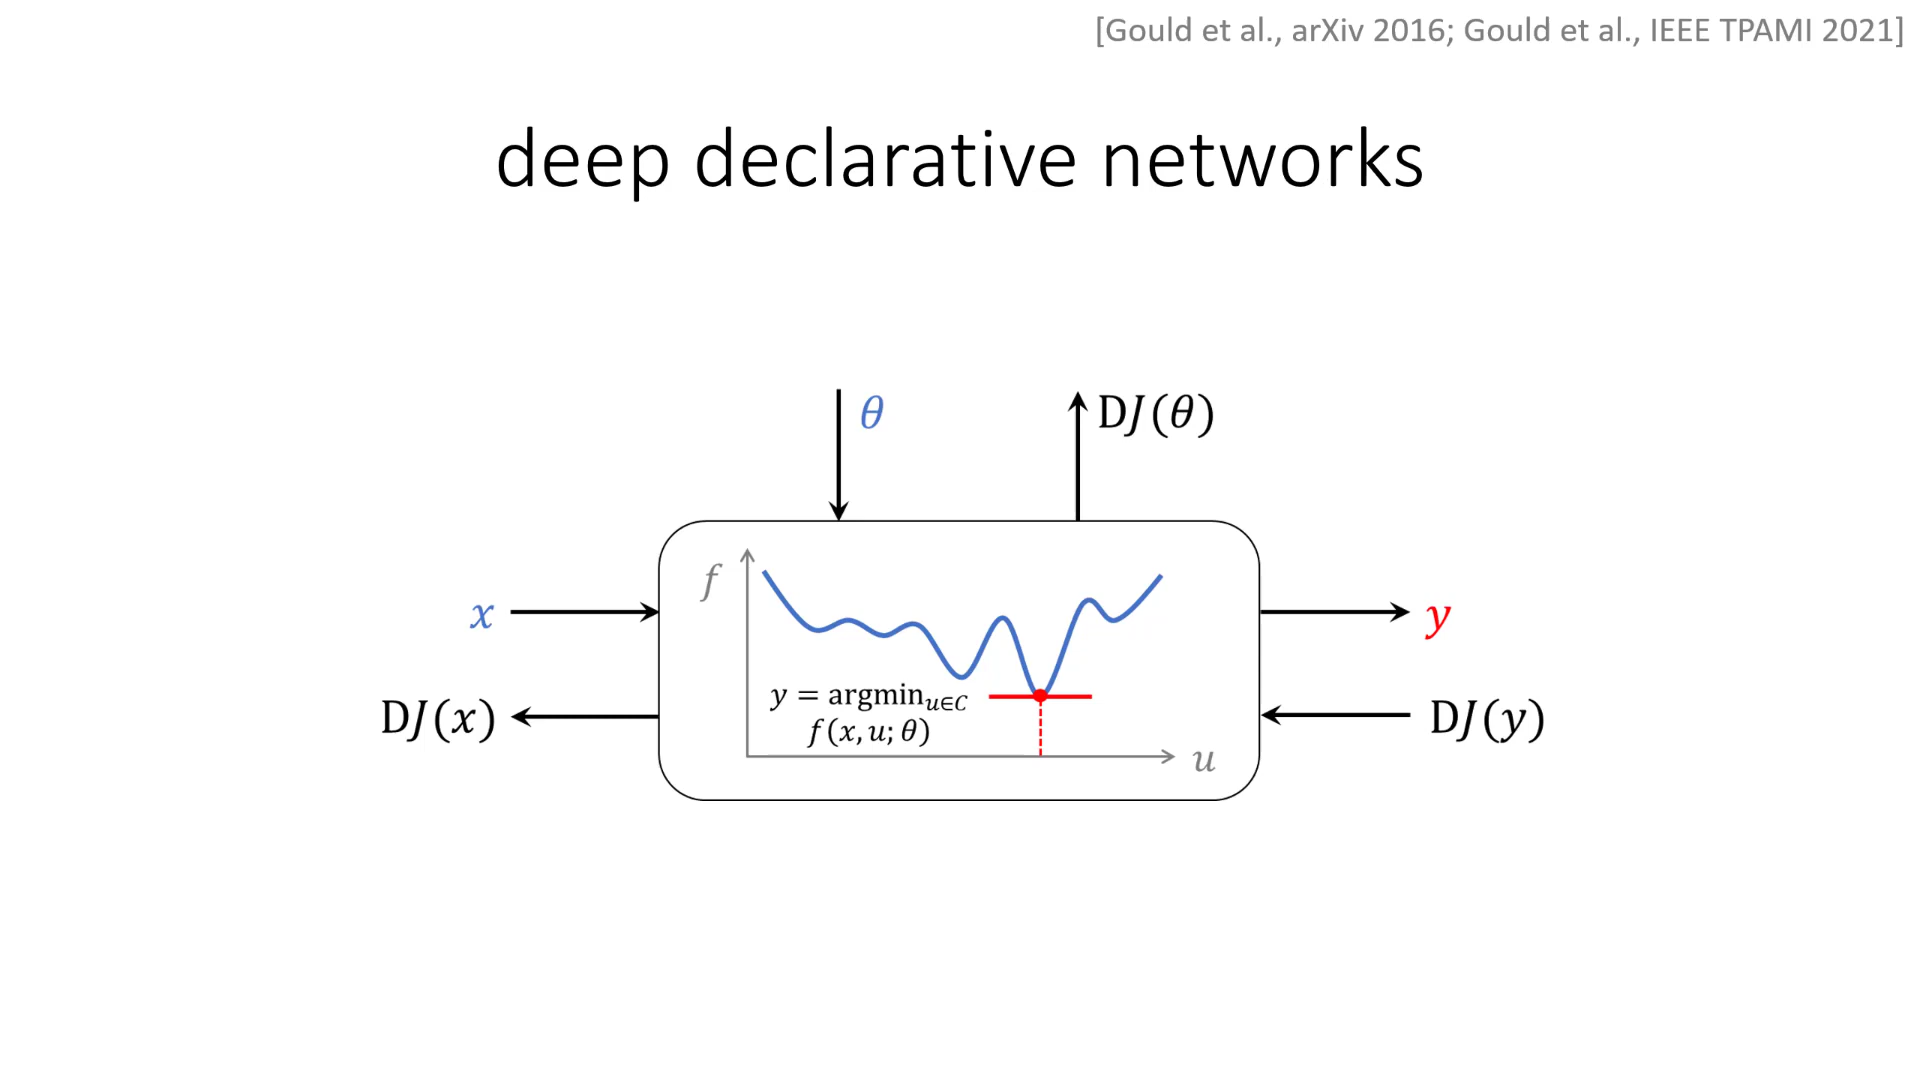 [Gould et al., arXiv 2016; Gould et al., IEEE TPAMI 2021]
deep declarative networks
θ
DJ(θ)
f
x
y
y = argmin_{u∈C}
f(x, u; θ)
DJ(x)
DJ(y)
u